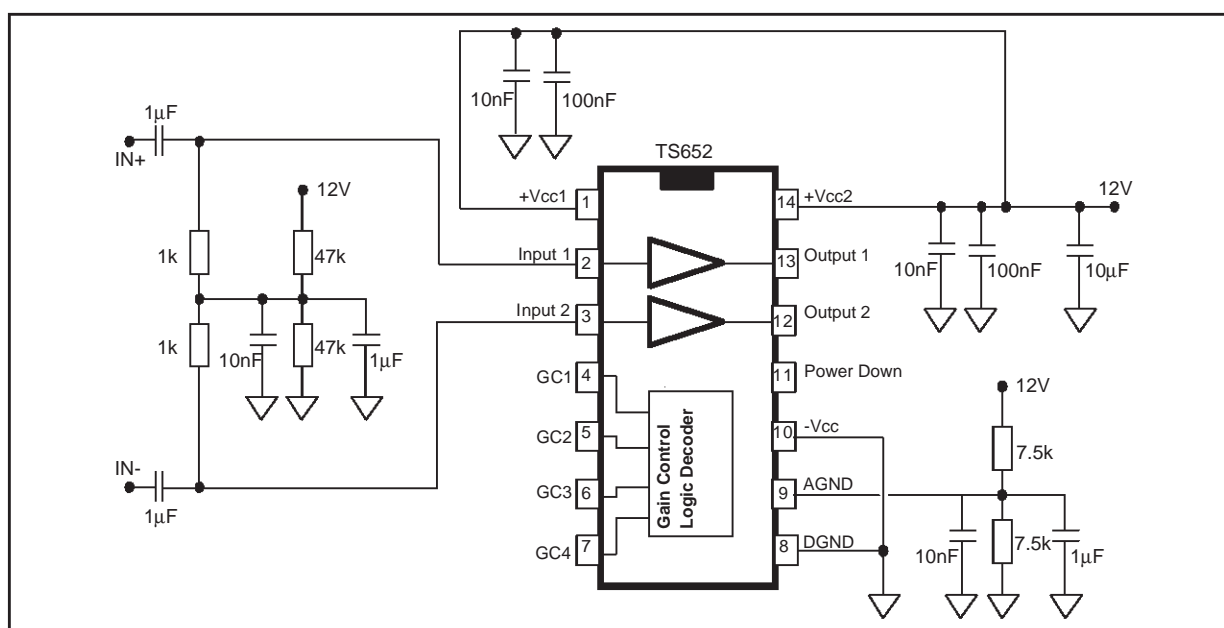 10nF
100nF
1μF
IN+
TS652
12V
+Vcc1
1
14
+Vcc2
12V
1k
47k
Input 1
2
13
Output 1
10nF
100nF
10μF
Input 2
3
12
Output 2
1k
10nF
47k
1μF
GC1
4
11
Power Down
12V
GC2
5
10
-Vcc
7.5k
IN-
1μF
GC3
6
9
AGND
Gain Control
Logic Decoder
GC4
7
8
DGND
10nF
7.5k
1μF